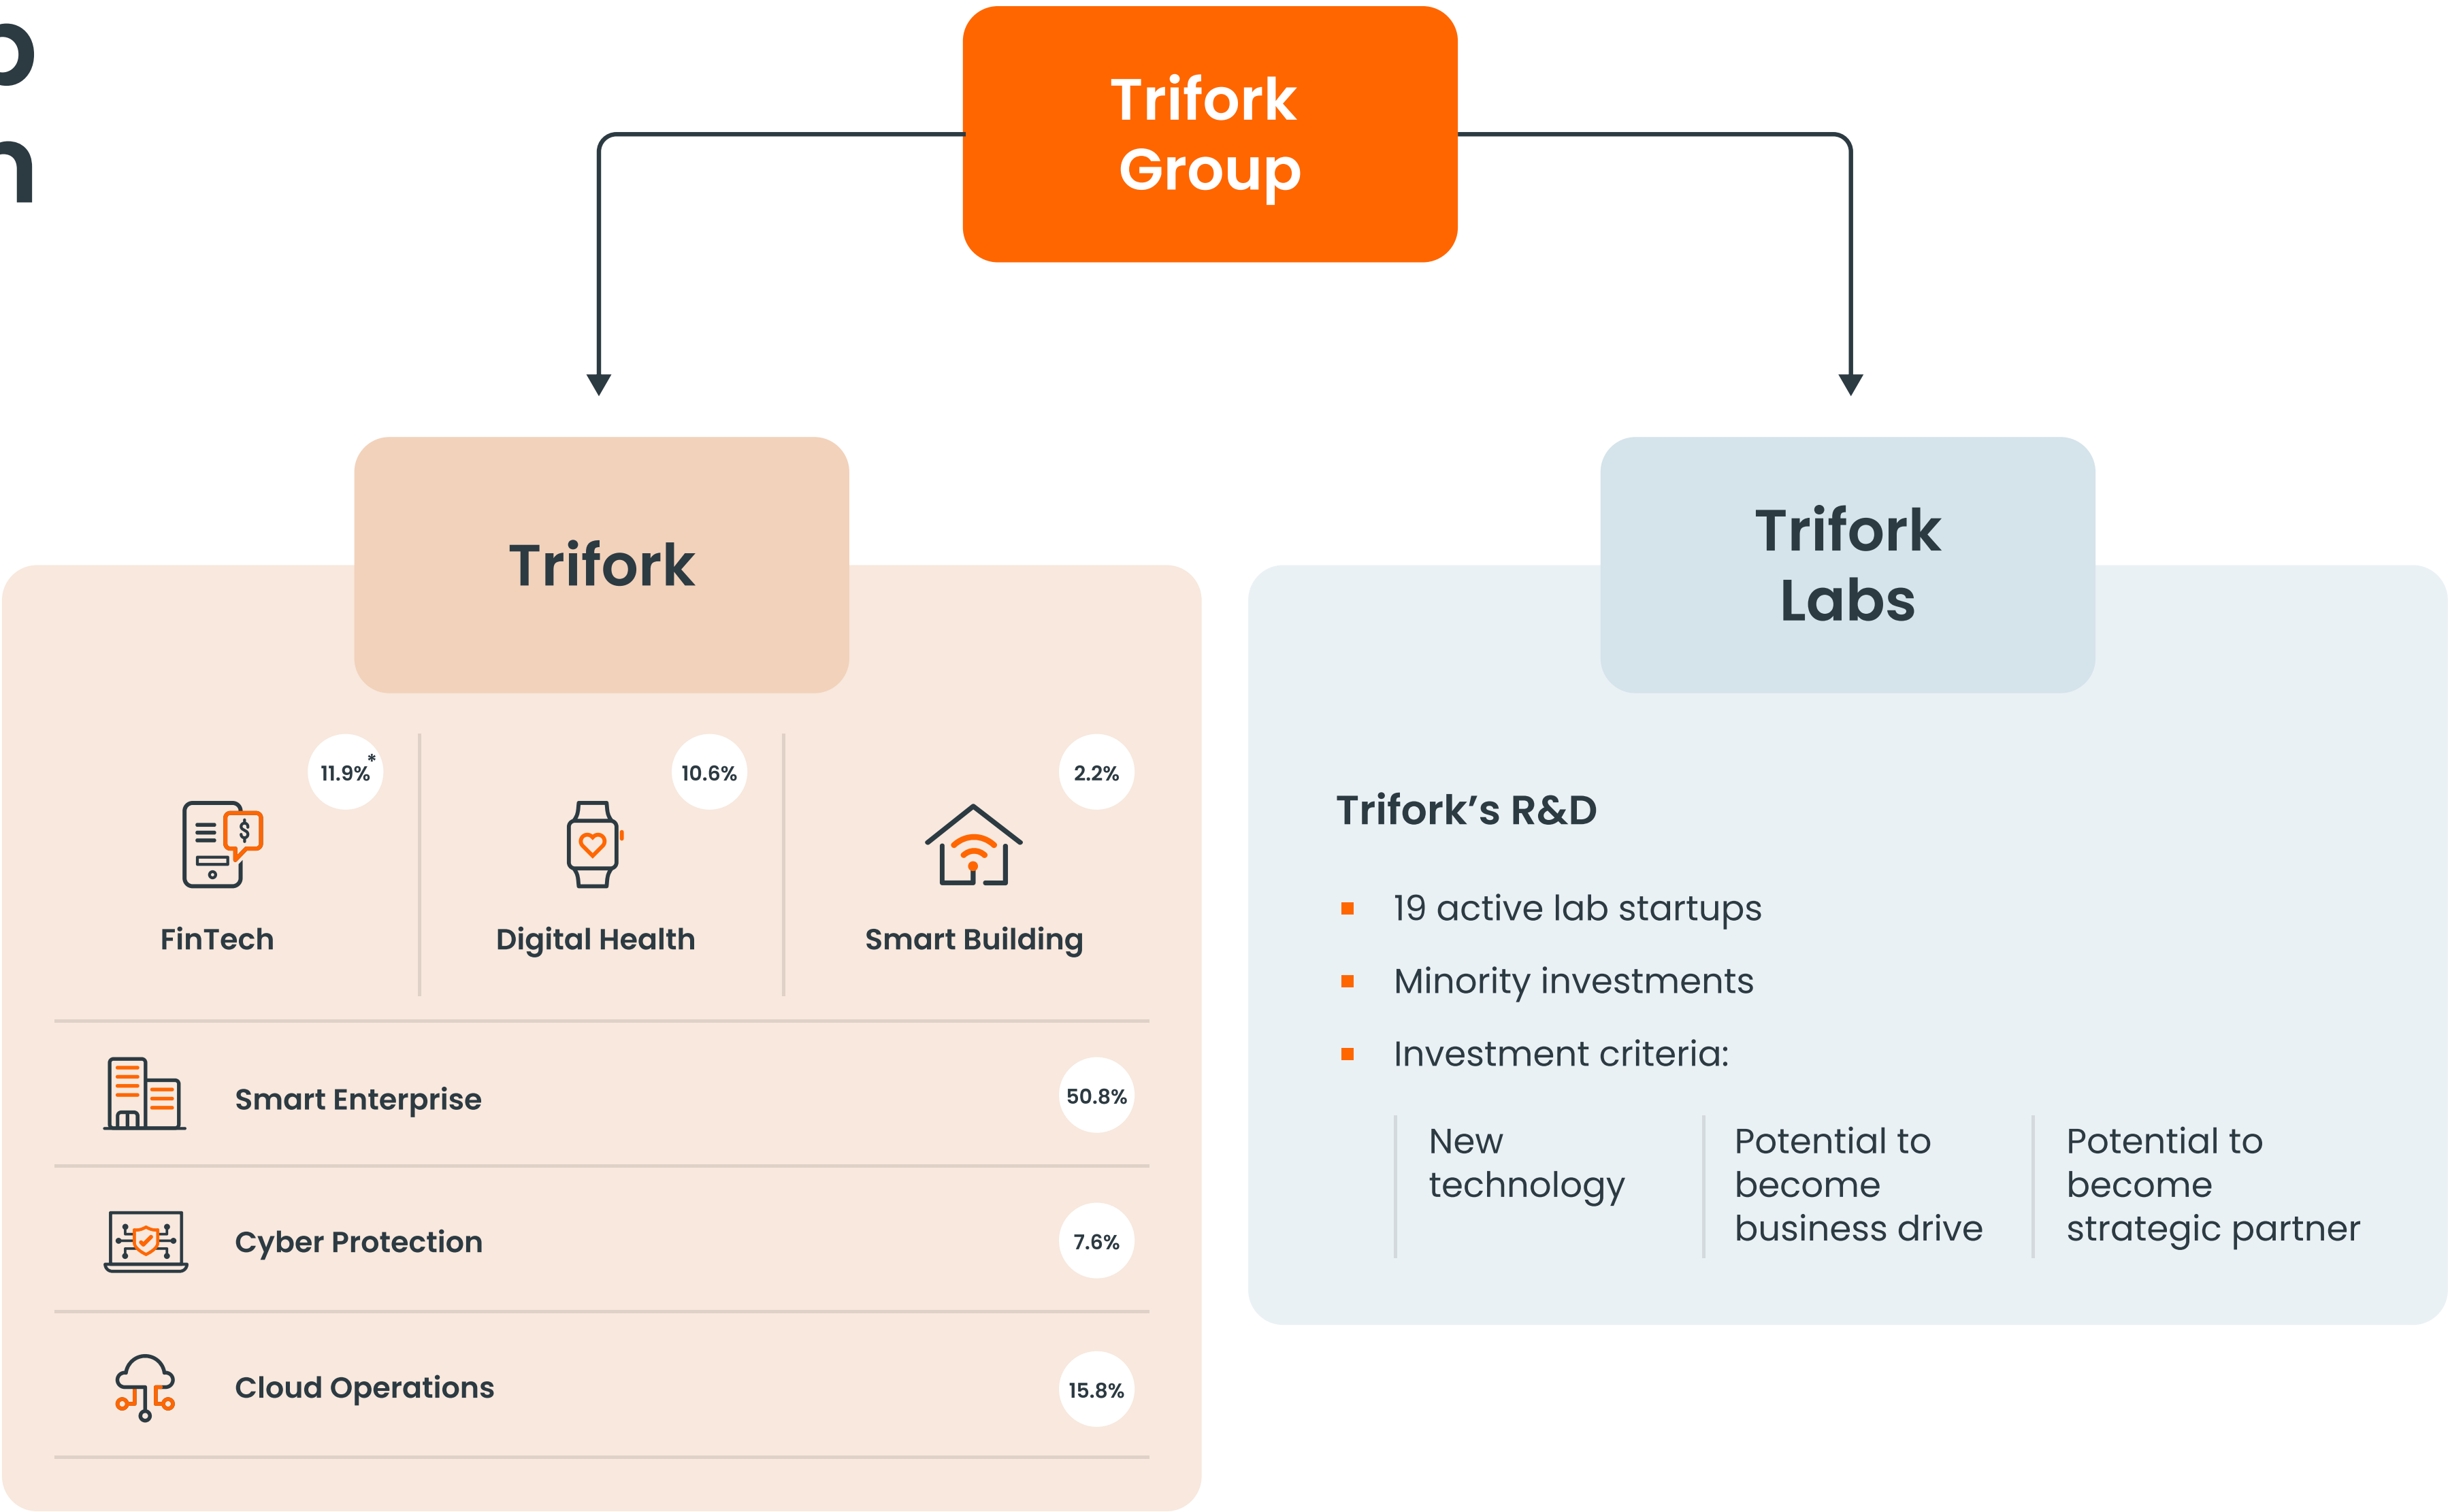 p
n
Trifork
Group
Trifork
11.9%*
10.6%
2.2%
$
FinTech
Digital Health
Smart Building
Smart Enterprise
50.8%
Cyber Protection
7.6%
Cloud Operations
15.8%
Trifork
Labs
Trifork’s R&D
19 active lab startups
Minority investments
Investment criteria:
New
technology
Potential to
become
business drive
Potential to
become
strategic partner